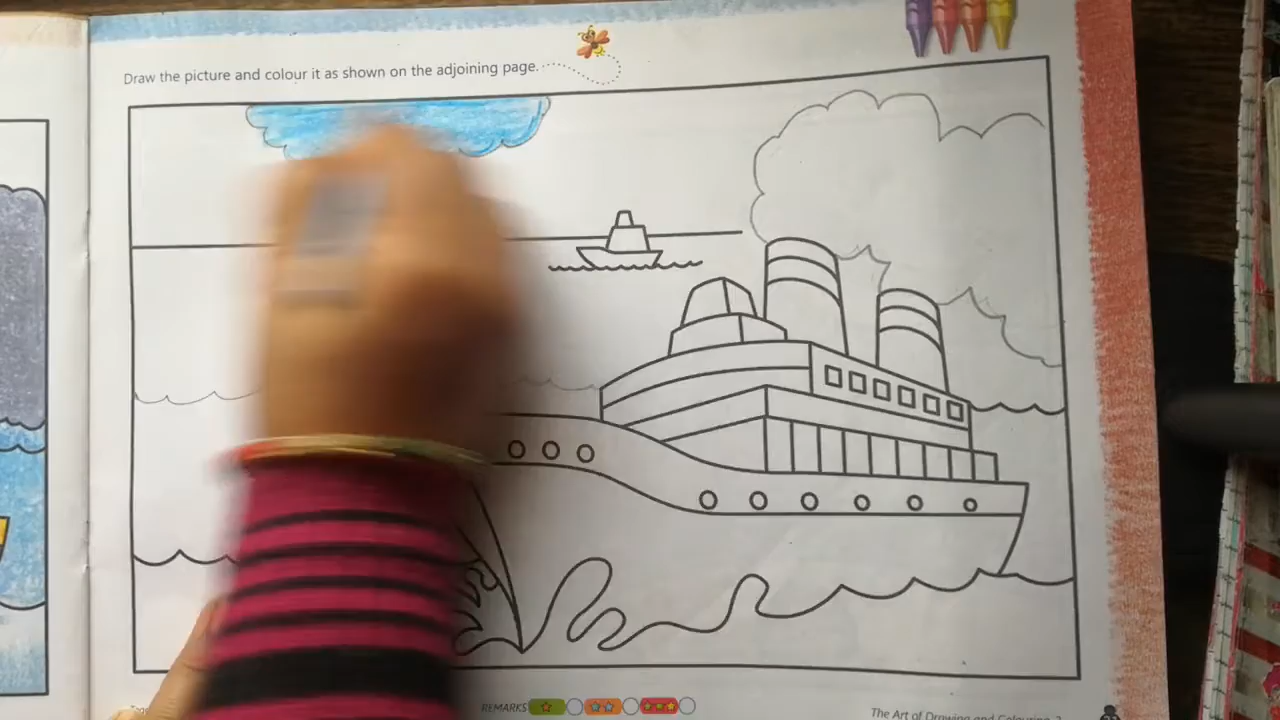 Draw the picture and colour it as shown on the adjoining page.
REMARKS
The Art of Drawing and Colouring